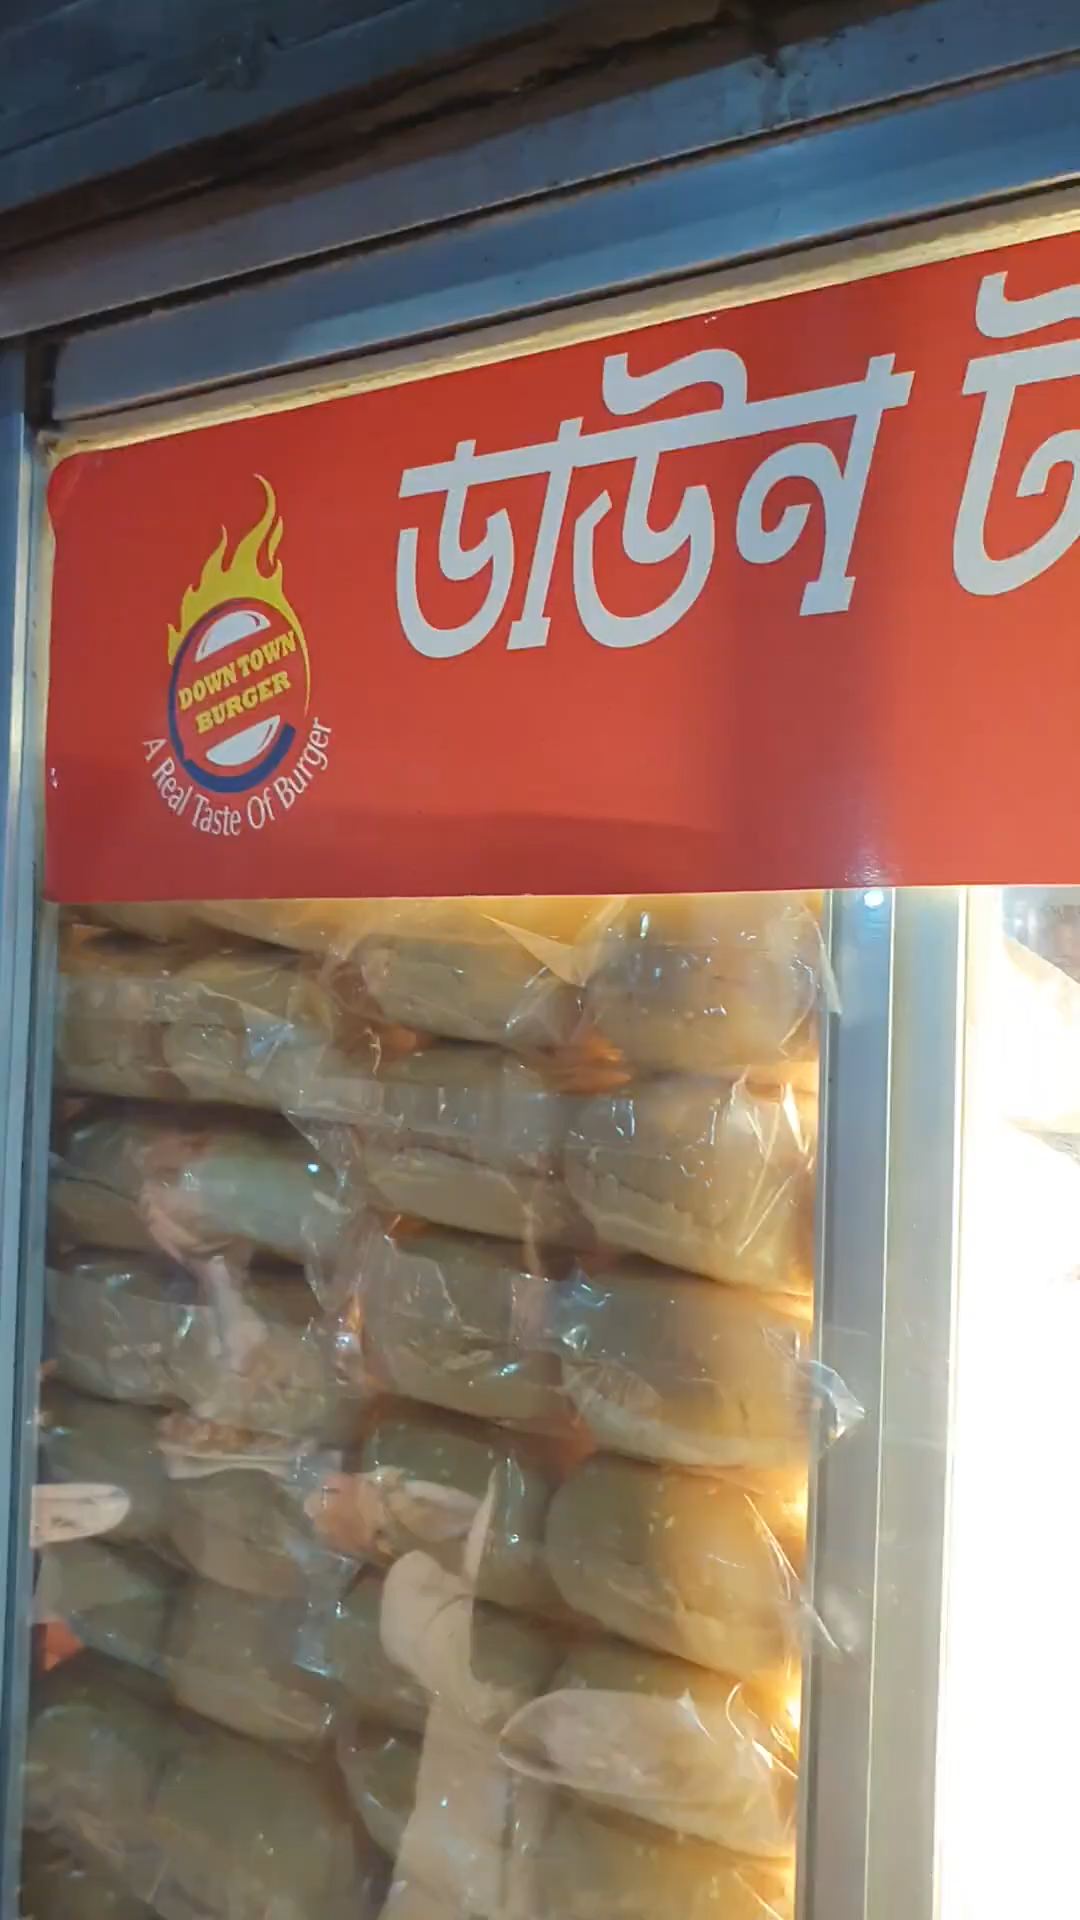 ডাউন ট
DOWN TOWN
BURGER
A Real Taste Of Burger